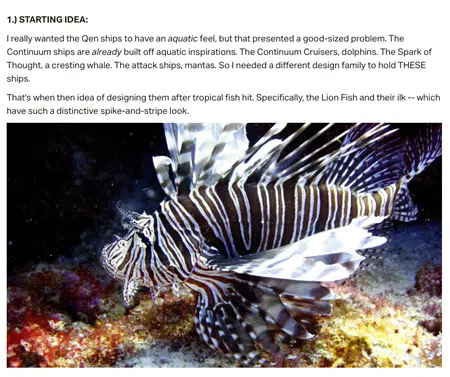 1.) STARTING IDEA:
I really wanted the Qen ships to have an aquatic feel, but that presented a good-sized problem. The
Continuum ships are already built off aquatic inspirations. The Continuum Cruisers, dolphins. The Spark of
Thought, a cresting whale. The attack ships, mantas. So I needed a different design family to hold THESE
ships.
That's when then idea of designing them after tropical fish hit. Specifically, the Lion Fish and their ilk -- which
have such a distinctive spike-and-stripe look.